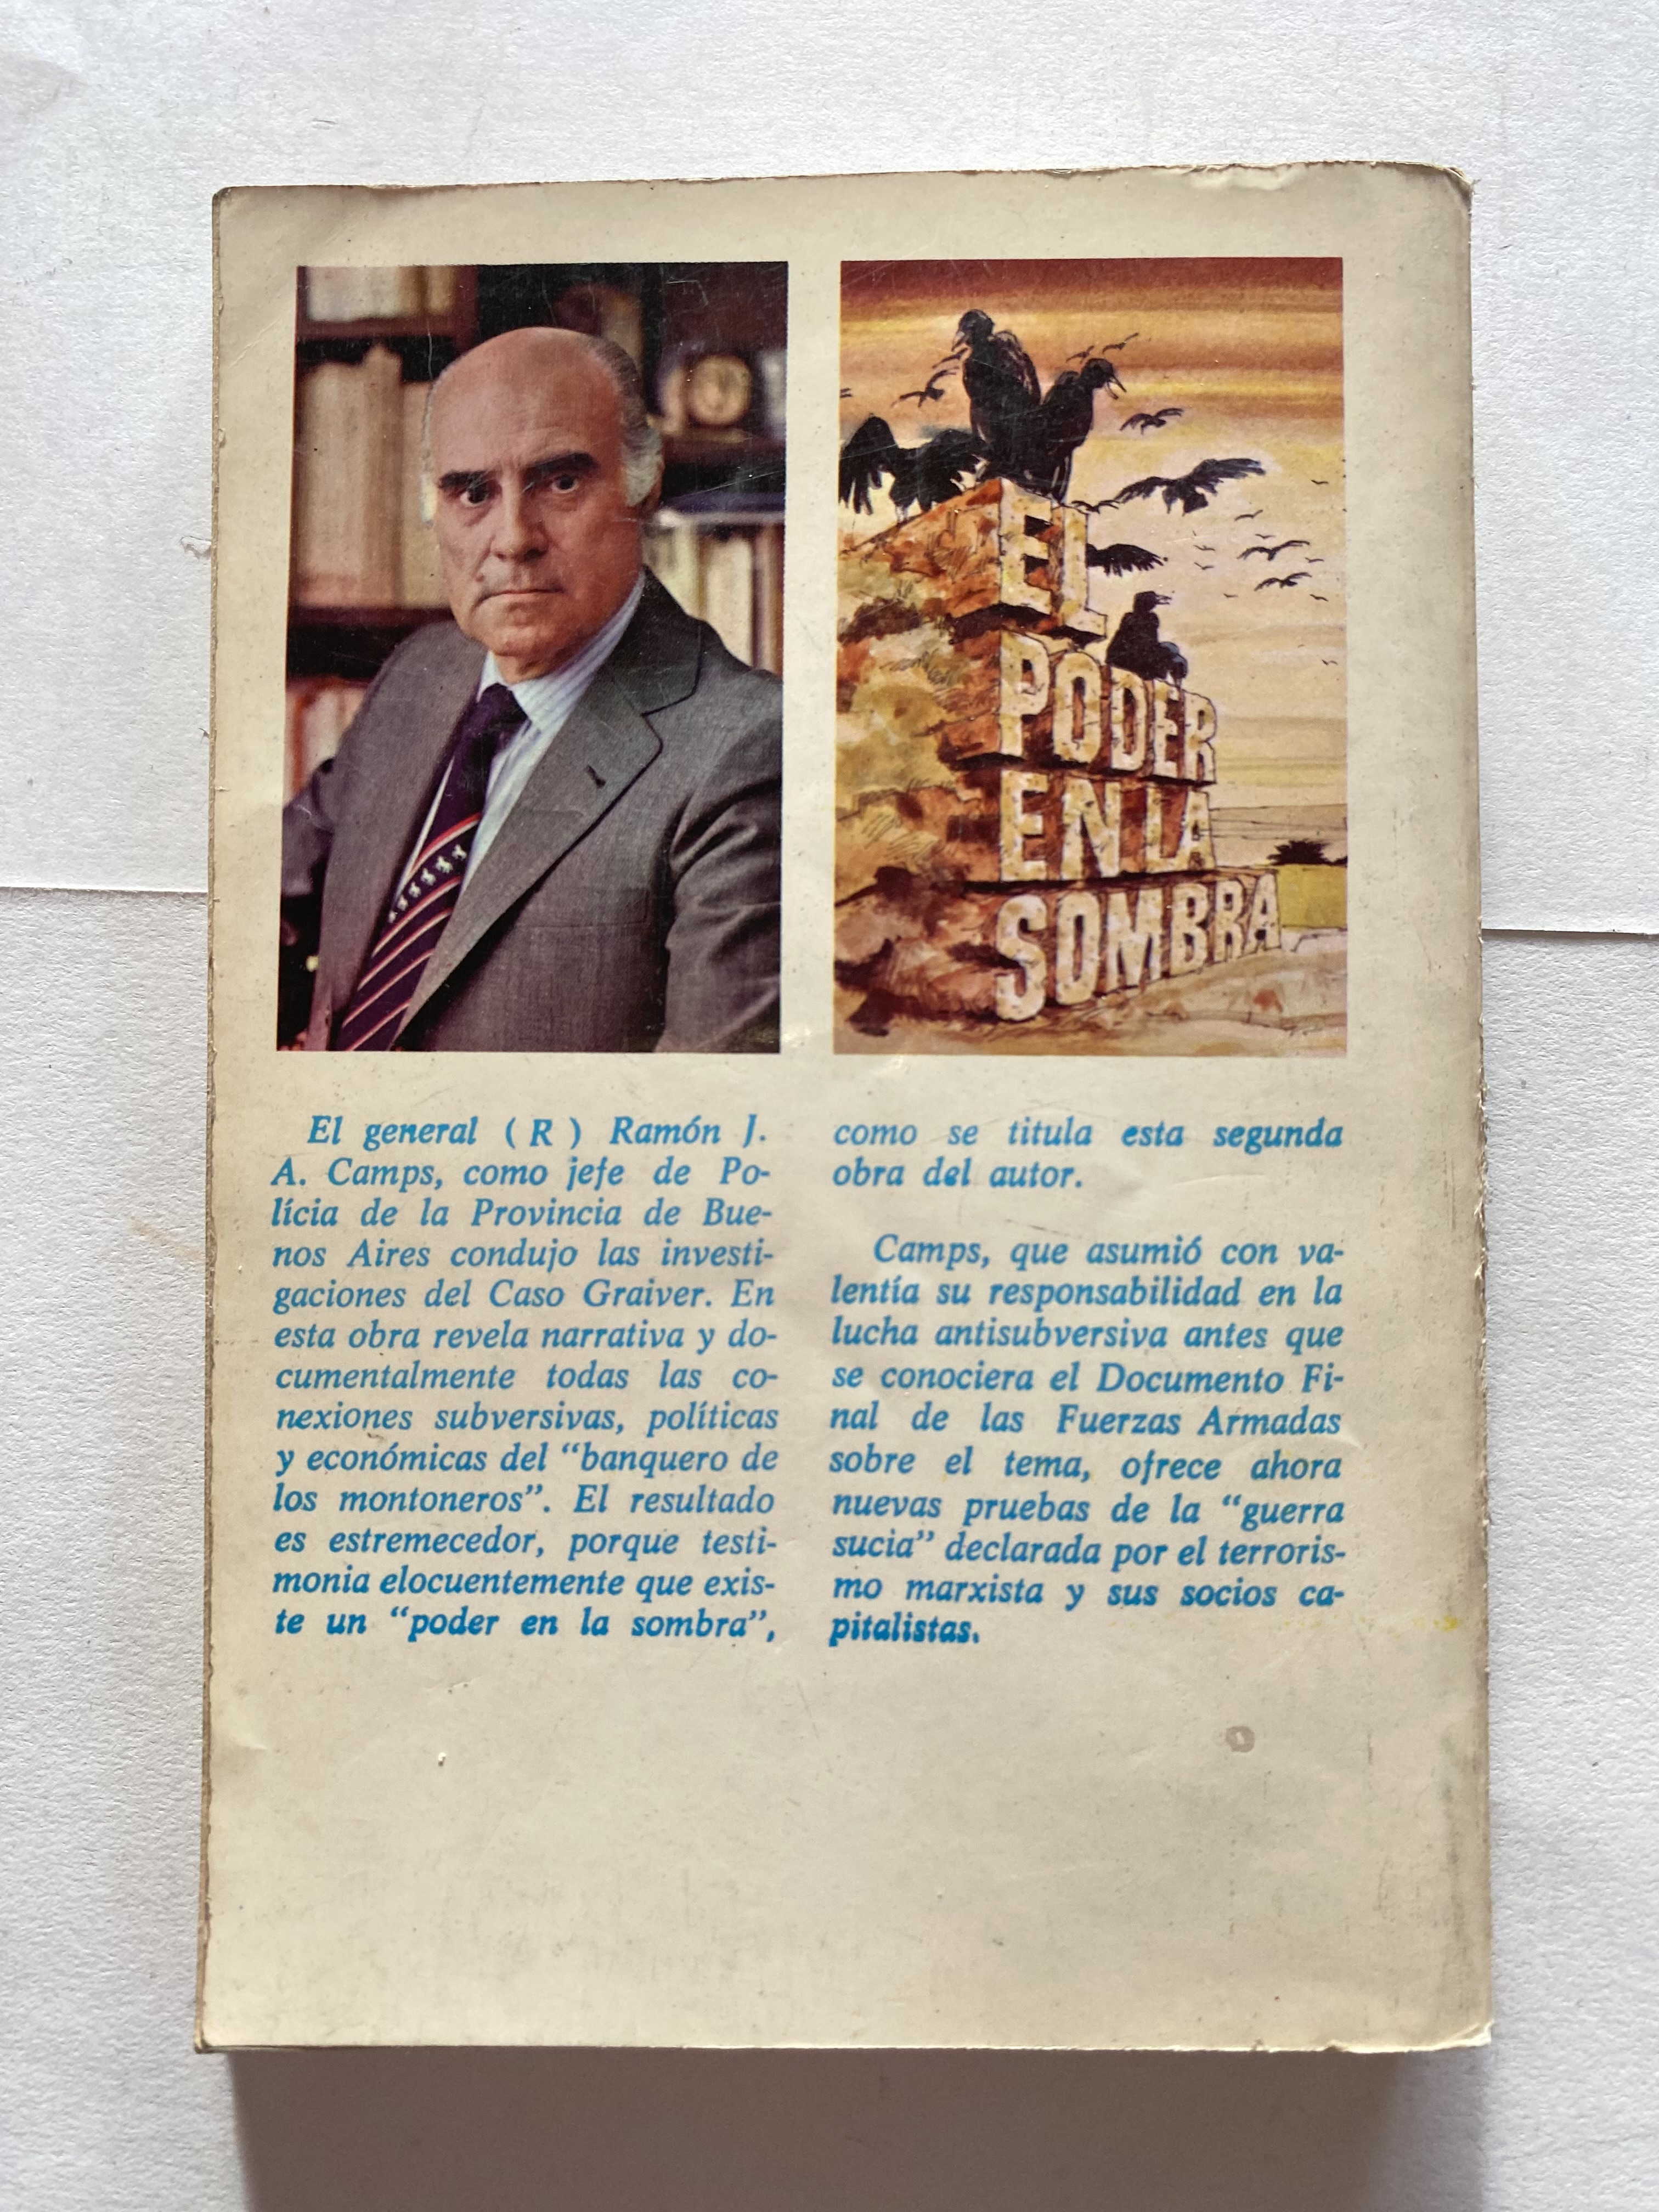 EL
PODER
EN LA
SOMBRA
El general (R) Ramón J.
A. Camps, como jefe de Po-
licía de la Provincia de Bue-
nos Aires condujo las investi-
gaciones del Caso Graiver. En
esta obra revela narrativa y do-
cumentalmente todas las co-
nexiones subversivas, políticas
y económicas del “banquero de
los montoneros”. El resultado
es estremecedor, porque testi-
monia elocuentemente que exis-
te un “poder en la sombra”,
como se titula esta segunda
obra del autor.
Camps, que asumió con va-
lentía su responsabilidad en la
lucha antisubversiva antes que
se conociera el Documento Fi-
nal de las Fuerzas Armadas
sobre el tema, ofrece ahora
nuevas pruebas de la “guerra
sucia” declarada por el terroris-
mo marxista y sus socios ca-
pitalistas.